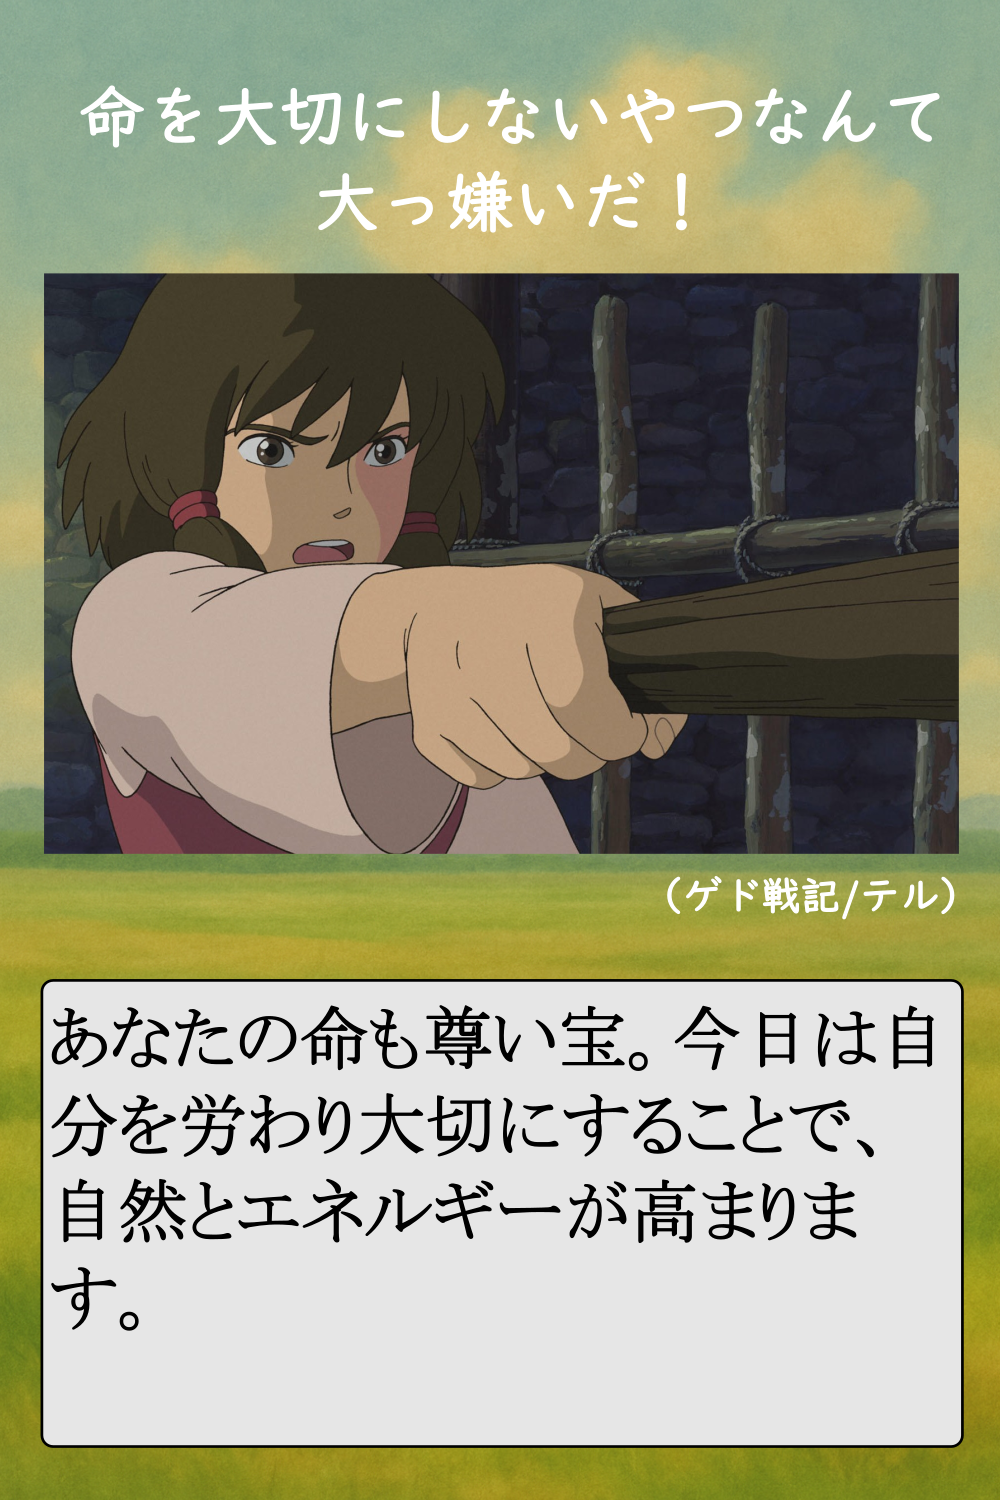 命を大切にしないやつなんて
大っ嫌いだ！
（ゲド戦記/テル）
あなたの命も尊い宝。今日は自
分を労わり大切にすることで、
自然とエネルギーが高まりま
す。